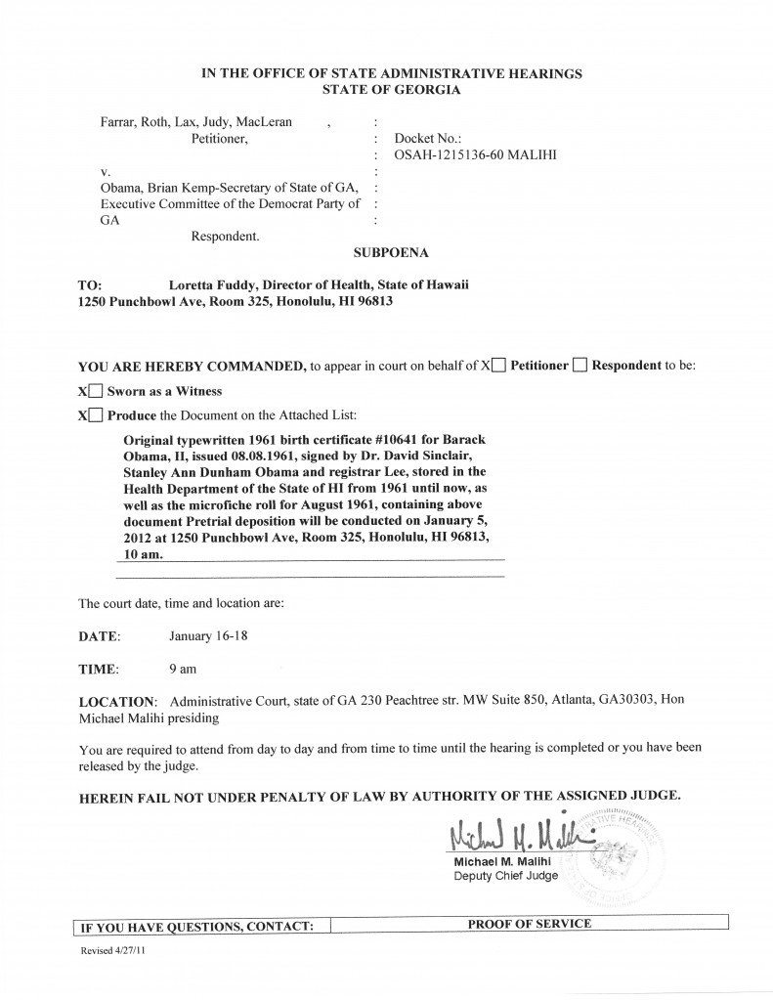 IN THE OFFICE OF STATE ADMINISTRATIVE HEARINGS
STATE OF GEORGIA
Farrar, Roth, Lax, Judy, MacLeran , :
Petitioner, : Docket No.:
: OSAH-1215136-60 MALIHI
v. :
Obama, Brian Kemp-Secretary of State of GA, :
Executive Committee of the Democrat Party of :
GA :
Respondent.
SUBPOENA
TO: Loretta Fuddy, Director of Health, State of Hawaii
1250 Punchbowl Ave, Room 325, Honolulu, HI 96813
YOU ARE HEREBY COMMANDED, to appear in court on behalf of X☐ Petitioner ☐ Respondent to be:
X☐ Sworn as a Witness
X☐ Produce the Document on the Attached List:
Original typewritten 1961 birth certificate #10641 for Barack
Obama, II, issued 08.08.1961, signed by Dr. David Sinclair,
Stanley Ann Dunham Obama and registrar Lee, stored in the
Health Department of the State of HI from 1961 until now, as
well as the microfiche roll for August 1961, containing above
document Pretrial deposition will be conducted on January 5,
2012 at 1250 Punchbowl Ave, Room 325, Honolulu, HI 96813,
10 am.
The court date, time and location are:
DATE: January 16-18
TIME: 9 am
LOCATION: Administrative Court, state of GA 230 Peachtree str. MW Suite 850, Atlanta, GA30303, Hon
Michael Malihi presiding
You are required to attend from day to day and from time to time until the hearing is completed or you have been
released by the judge.
HEREIN FAIL NOT UNDER PENALTY OF LAW BY AUTHORITY OF THE ASSIGNED JUDGE.
Michael M. Malihi
Michael M. Malihi
Deputy Chief Judge
IF YOU HAVE QUESTIONS, CONTACT: PROOF OF SERVICE
Revised 4/27/11